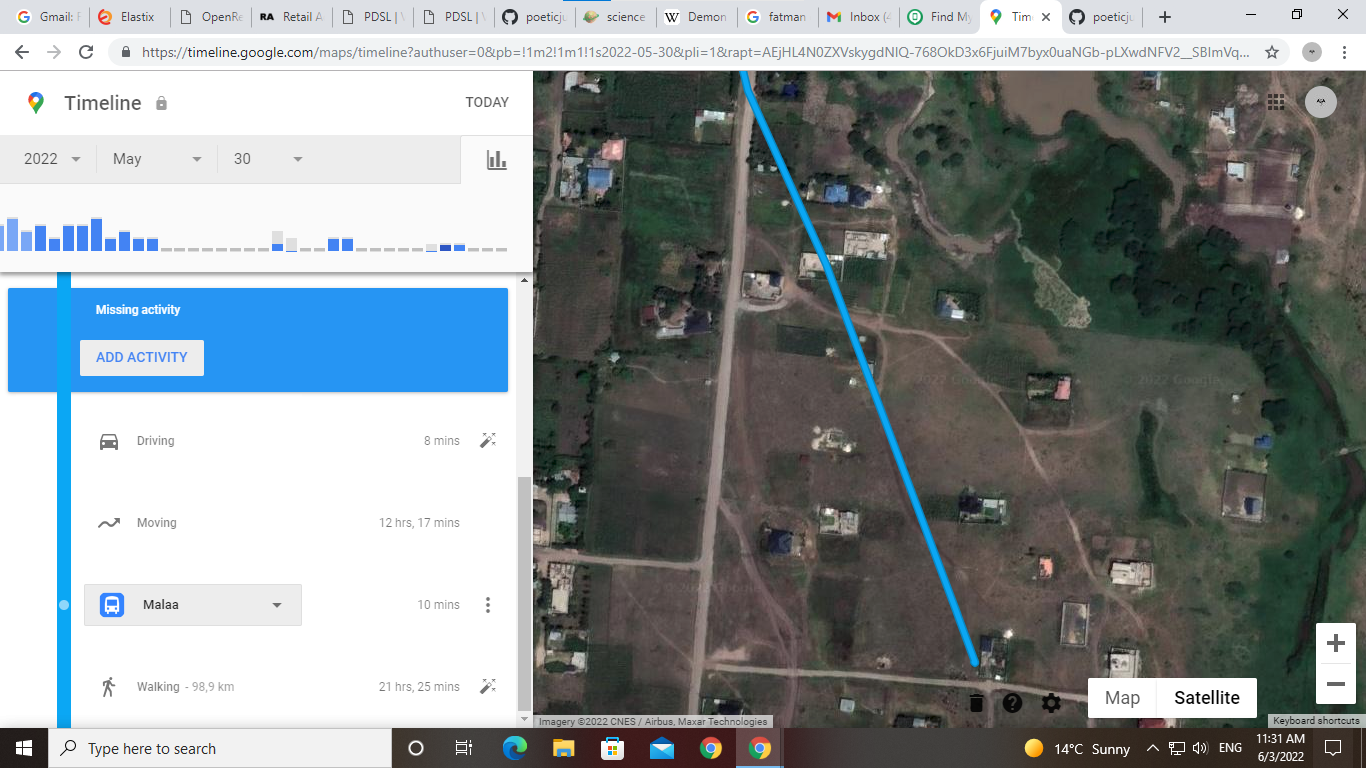 Gmail: F
Elastix
OpenRe
RA Retail A
PDSL | \
PDSL | \
poeticju
science
W Demon
fatman
Inbox (4
Find My
Time
poeticju
https://timeline.google.com/maps/timeline?authuser=0&pb=!1m2!1m1!1s2022-05-30&pli=1&rapt=AEjHL4N0ZXVskygdNIQ-768OkD3x6FjuiM7byx0uaNGb-pLXwdNFV2__SBImVq...
Timeline
TODAY
2022
May
30
Missing activity
ADD ACTIVITY
Driving
8 mins
Moving
12 hrs, 17 mins
Malaa
10 mins
Walking - 98,9 km
21 hrs, 25 mins
2022 Google
2022 Google
Map
Satellite
Imagery ©2022 CNES / Airbus, Maxar Technologies
Keyboard shortcuts
Type here to search
14°C Sunny
ENG
11:31 AM
6/3/2022